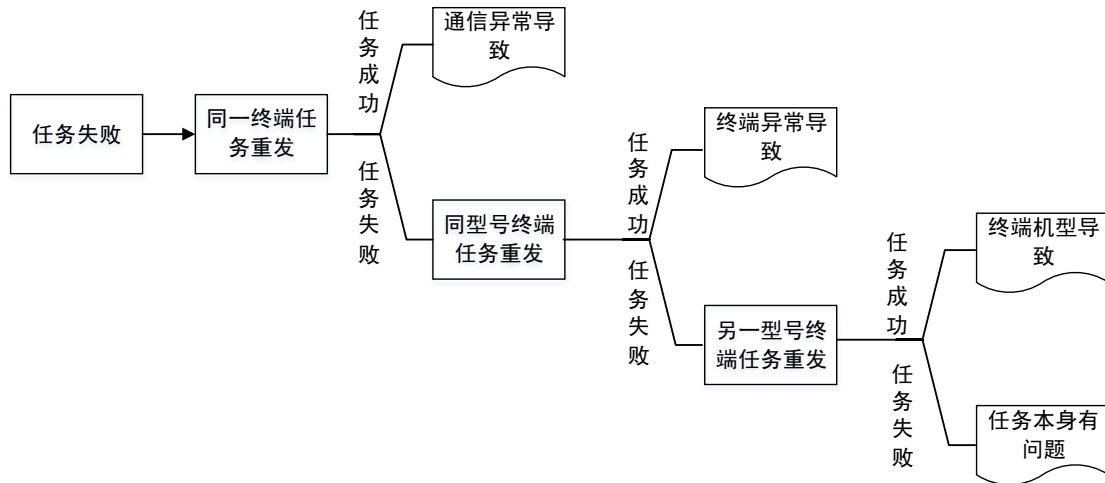 任务失败
同一终端任
务重发
任务成功
任务失败
通信异常导
致
同型号终端
任务重发
任务成功
任务失败
终端异常导
致
另一型号终
端任务重发
任务成功
任务失败
终端机型导
致
任务本身有
问题